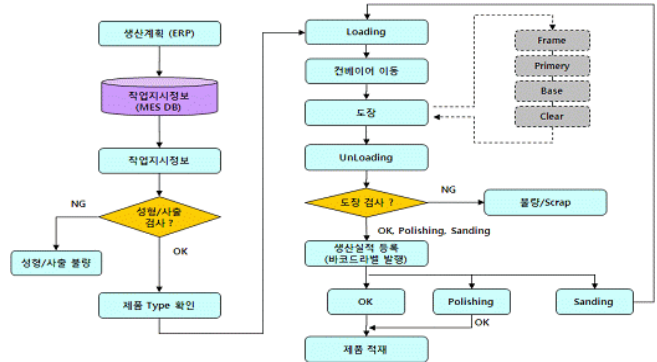 생산계획 (ERP)
작업지시정보
(MES DB)
작업지시정보
성형/사출
검사 ?
NG
OK
성형/사출 불량
제품 Type 확인
Loading
컨베이어 이동
도장
UnLoading
도장 검사 ?
NG
불량/Scrap
OK, Polishing, Sanding
생산실적 등록
(바코드라벨 발행)
OK
Polishing
Sanding
OK
제품 적재
Frame
Primery
Base
Clear